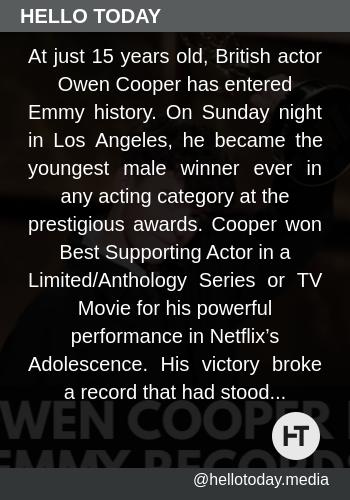 HELLO TODAY
At just 15 years old, British actor
Owen Cooper has entered
Emmy history. On Sunday night
in Los Angeles, he became the
youngest male winner ever in
any acting category at the
prestigious awards. Cooper won
Best Supporting Actor in a
Limited/Anthology Series or TV
Movie for his powerful
performance in Netflix’s
Adolescence. His victory broke
a record that had stood...
WEN COOPER
EMMY RECORD
HT
@hellotoday.media